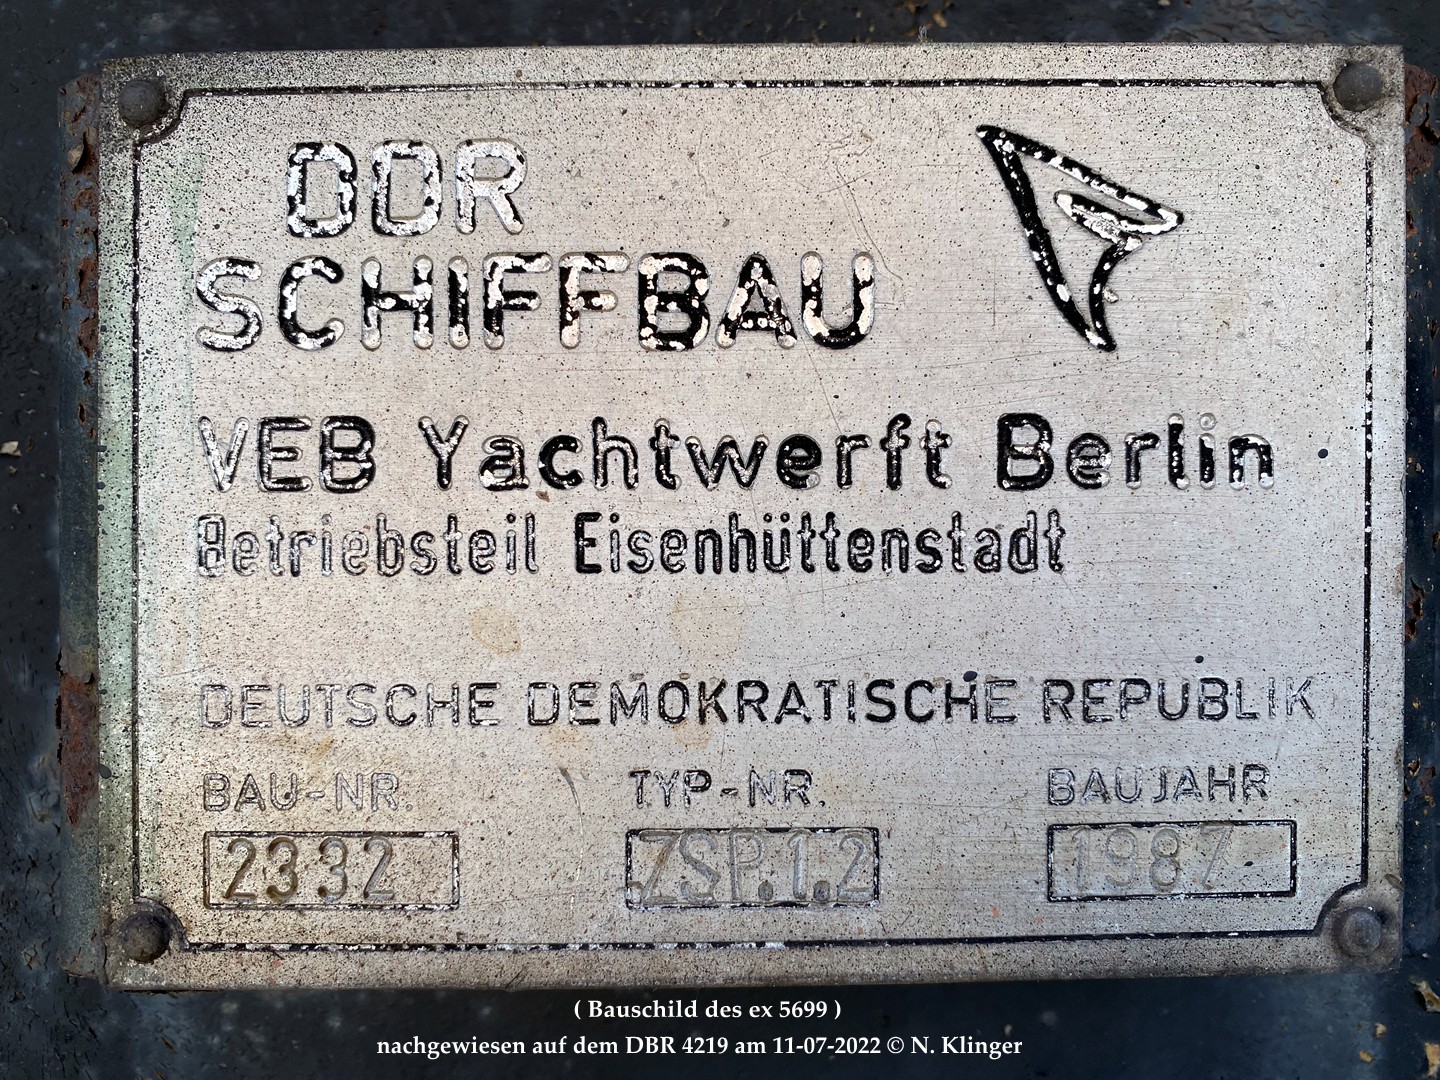 DDR
SCHIFFBAU
VEB Yachtwerft Berlin
Betriebsteil Eisenhüttenstadt
DEUTSCHE DEMOKRATISCHE REPUBLIK
BAU-NR. TYP-NR. BAUJAHR
2332 ZSP.1.2 1987
( Bauschild des ex 5699 )
nachgewiesen auf dem DBR 4219 am 11-07-2022 © N. Klinger